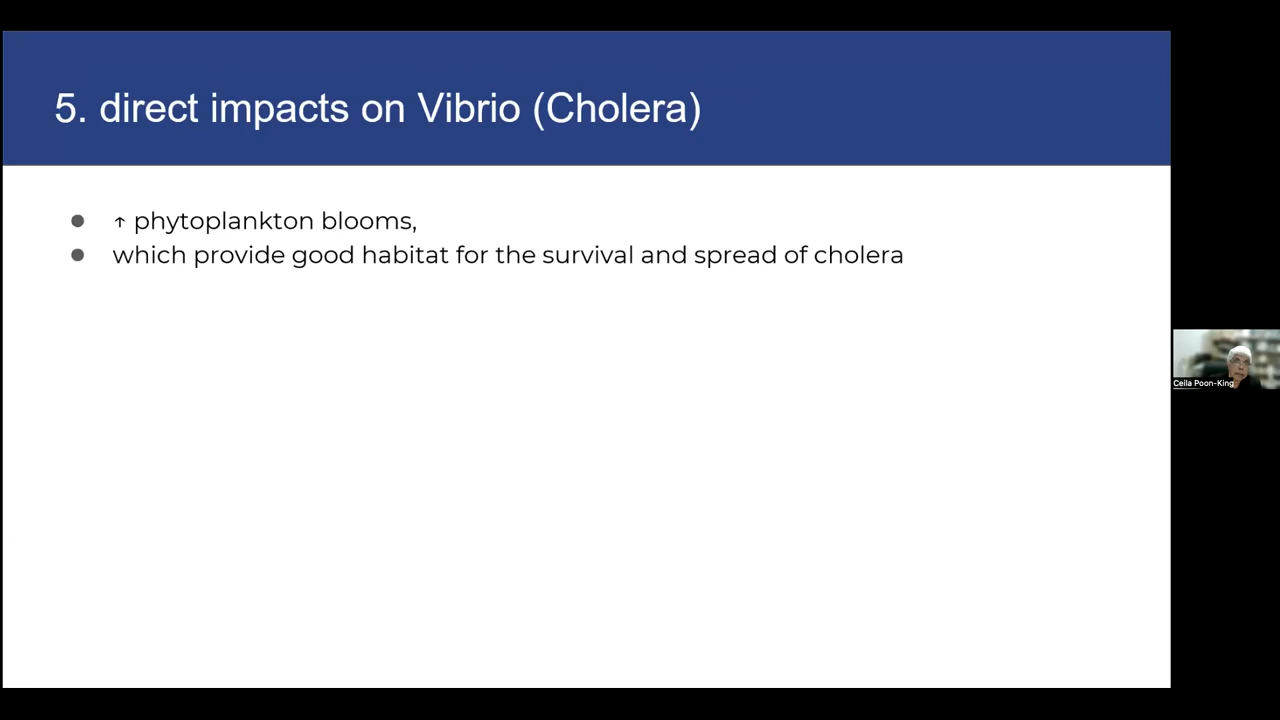 5. direct impacts on Vibrio (Cholera)
● ↑ phytoplankton blooms,
● which provide good habitat for the survival and spread of cholera
Ceila Poon-King